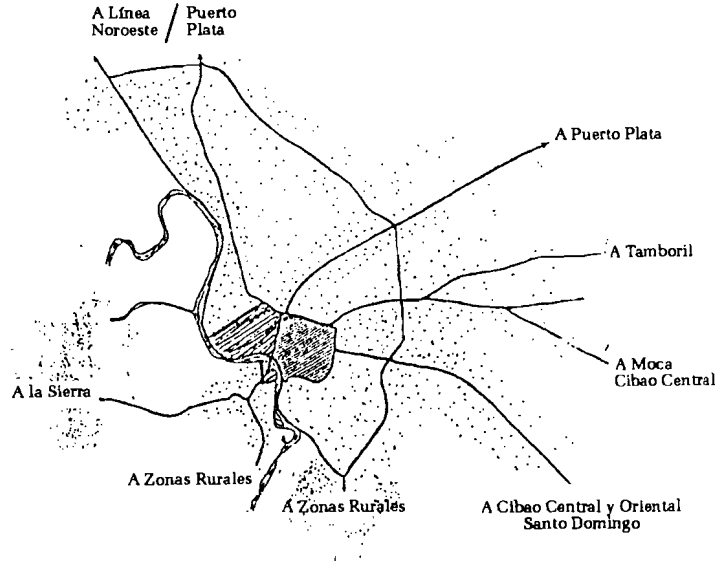 A Línea
Noroeste
/
Puerto
Plata
A Puerto Plata
A Tamboril
A Moca
Cibao Central
A la Sierra
A Zonas Rurales
A Zonas Rurales
A Cibao Central y Oriental
Santo Domingo